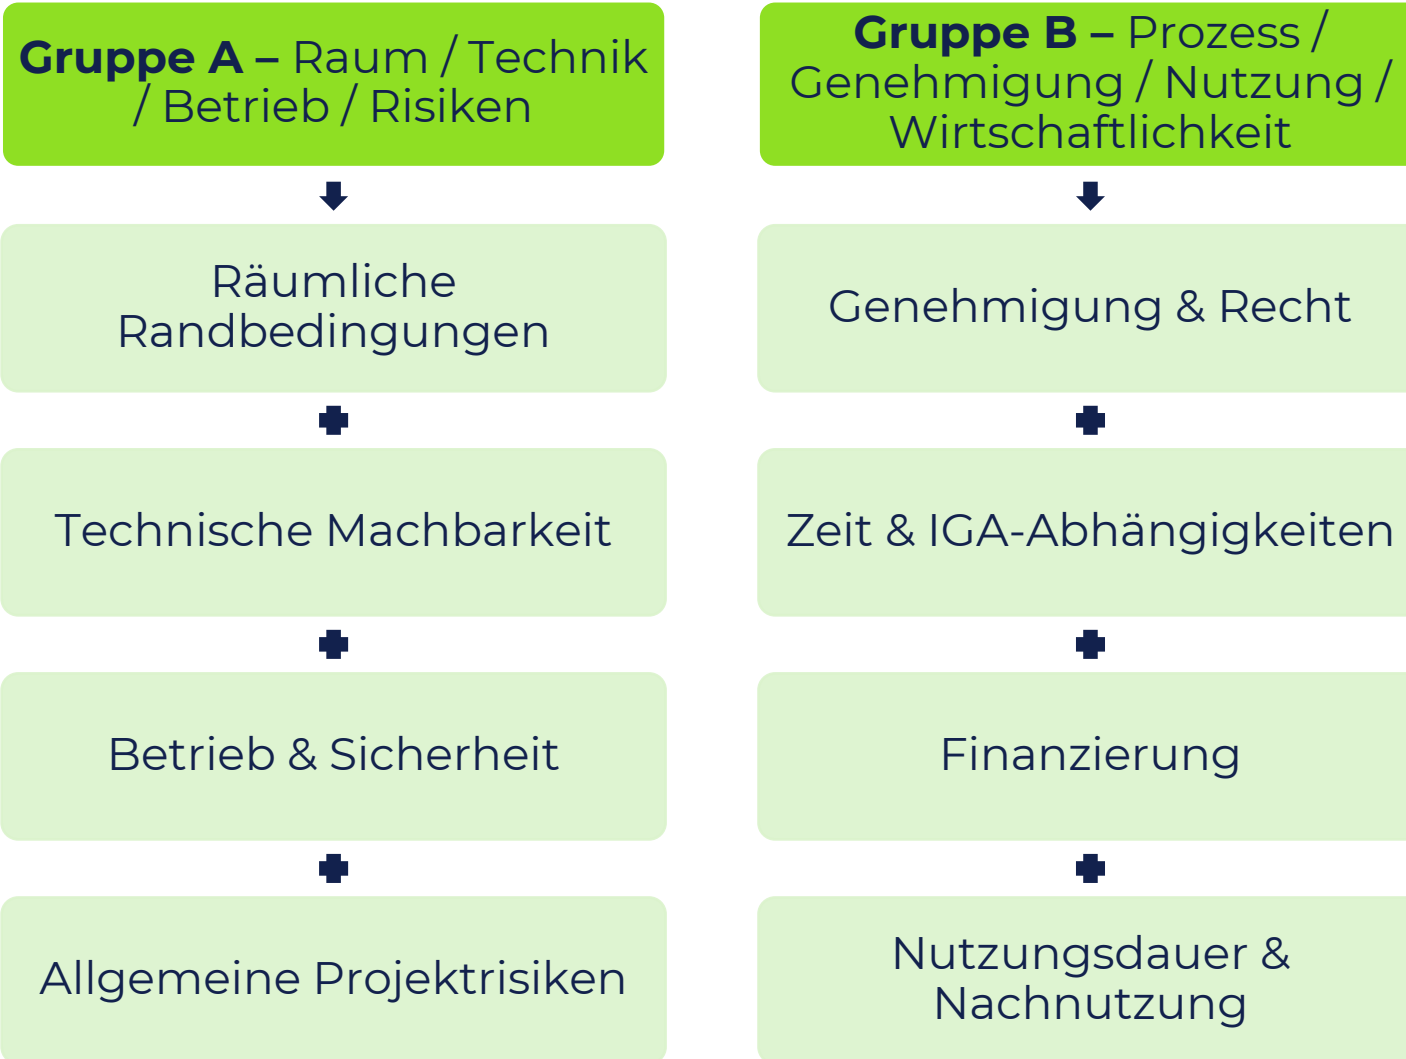 Gruppe A – Raum / Technik
/ Betrieb / Risiken
Räumliche
Randbedingungen
Technische Machbarkeit
Betrieb & Sicherheit
Allgemeine Projektrisiken
Gruppe B – Prozess /
Genehmigung / Nutzung /
Wirtschaftlichkeit
Genehmigung & Recht
Zeit & IGA-Abhängigkeiten
Finanzierung
Nutzungsdauer &
Nachnutzung